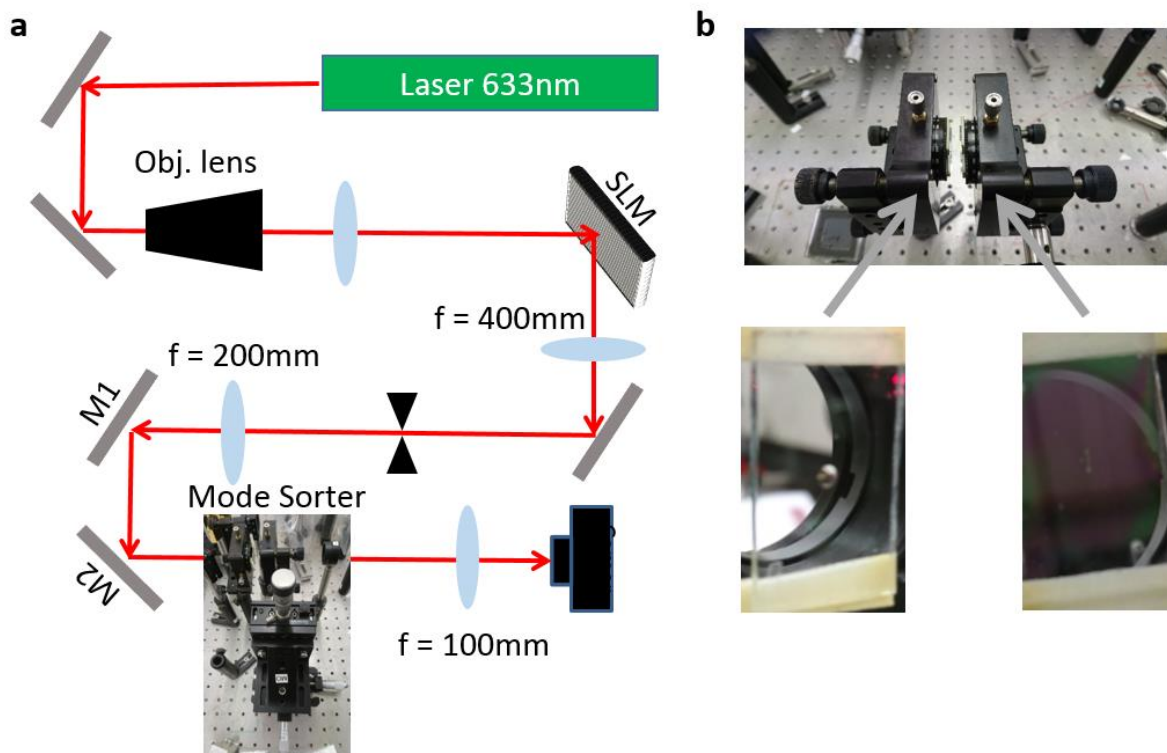 a
b
Laser 633nm
Obj. lens
SLM
f = 400mm
f = 200mm
M1
Mode Sorter
M2
f = 100mm